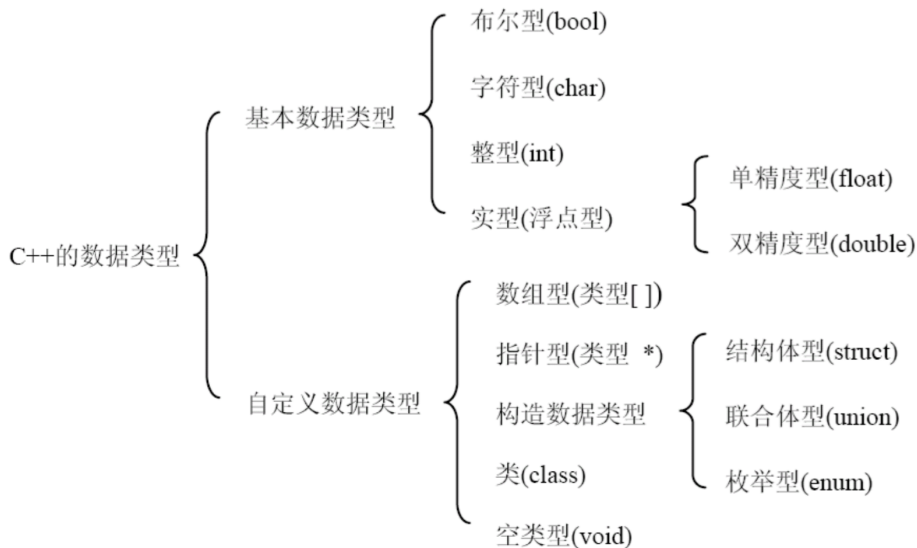 C++的数据类型
基本数据类型
布尔型(bool)
字符型(char)
整型(int)
实型(浮点型)
单精度型(float)
双精度型(double)
自定义数据类型
数组型(类型[ ])
指针型(类型 *)
构造数据类型
结构体型(struct)
联合体型(union)
枚举型(enum)
类(class)
空类型(void)